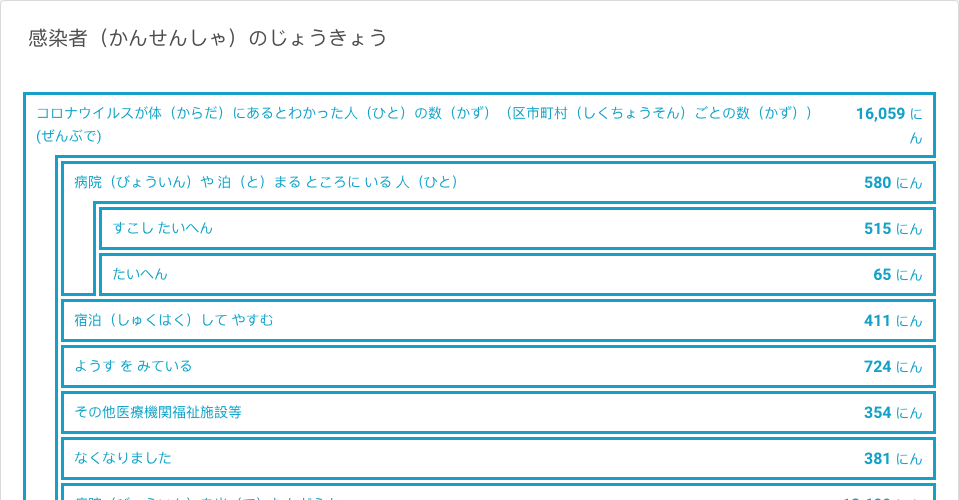 感染者（かんせんしゃ）のじょうきょう
コロナウイルスが体（からだ）にあるとわかった人（ひと）の数（かず）（区市町村（しくちょうそん）ごとの数（かず））
(ぜんぶで)
16,059 に
ん
病院（びょういん）や 泊（と）まる ところに いる 人（ひと） 580 にん
すこし たいへん 515 にん
たいへん 65 にん
宿泊（しゅくはく）して やすむ 411 にん
ようす を みている 724 にん
その他医療機関福祉施設等 354 にん
なくなりました 381 にん